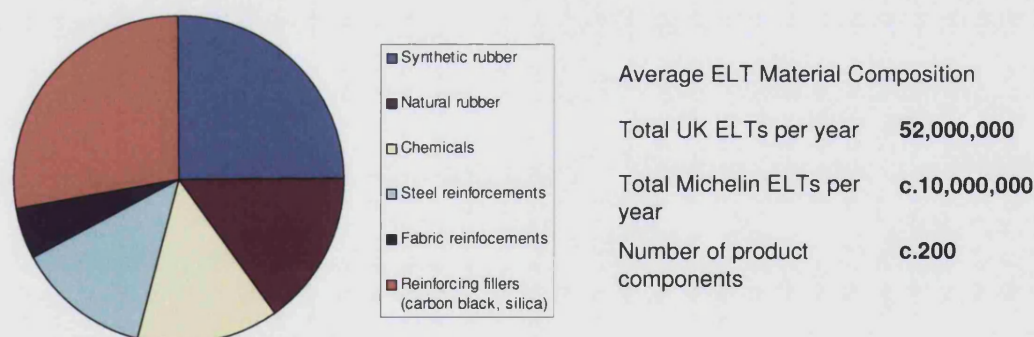 Synthetic rubber
Natural rubber
Chemicals
Steel reinforcements
Fabric reinfocements
Reinforcing fillers
(carbon black, silica)
Average ELT Material Composition
Total UK ELTs per year 52,000,000
Total Michelin ELTs per c.10,000,000
year
Number of product c.200
components